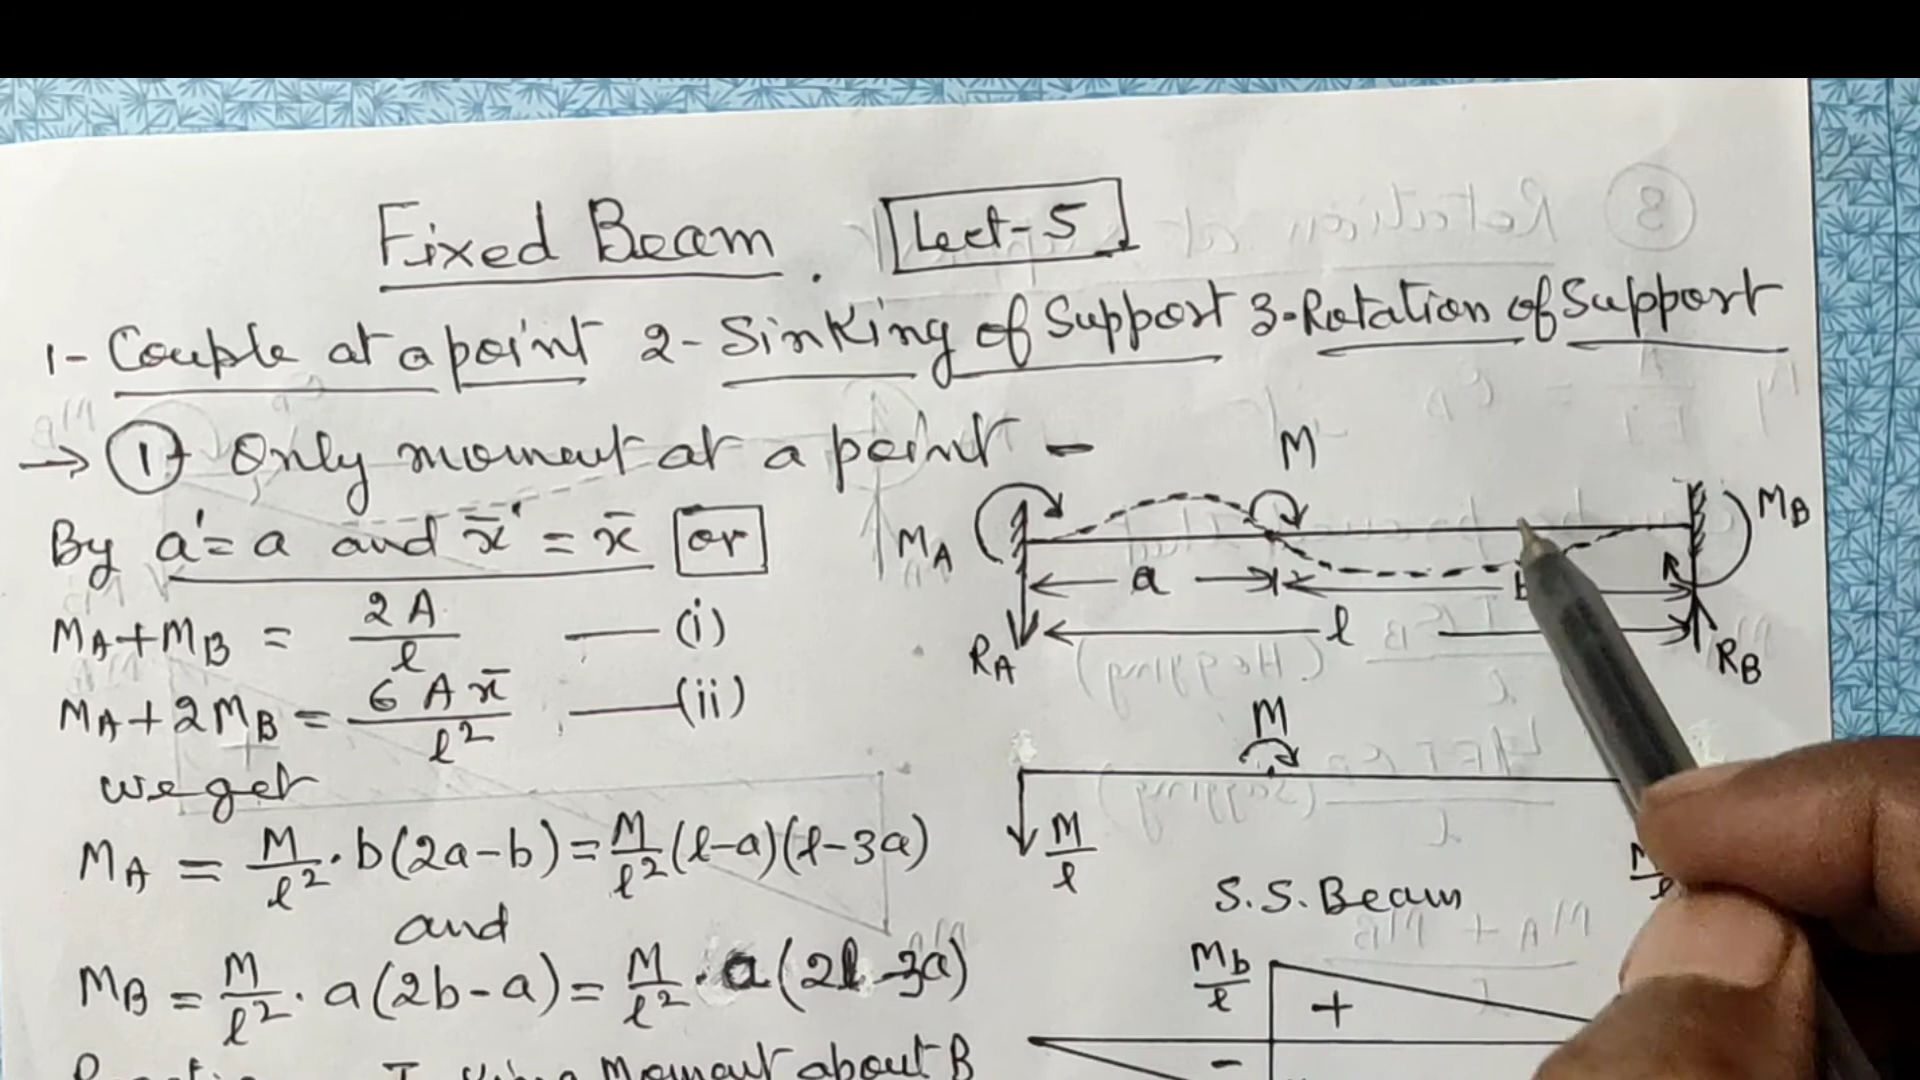 Fixed Beam. Lect-5
1- Couple at a point 2- Sinking of Support 3- Rotation of Support
→ (1) Only moment at a point -
By a' = a and x̄' = x̄ or
MA + MB = 2A/l — (i)
MA + 2MB = 6Ax̄/l² — (ii)
we get
MA = M/l² · b(2a-b) = M/l² (l-a)(l-3a)
and
MB = M/l² · a(2b-a) = M/l² · a(2l-3a)
Moment about B
M
MA
MB
a
b
RA
l
RB
M
M/l
S.S. Beam
Mb/l
+
-